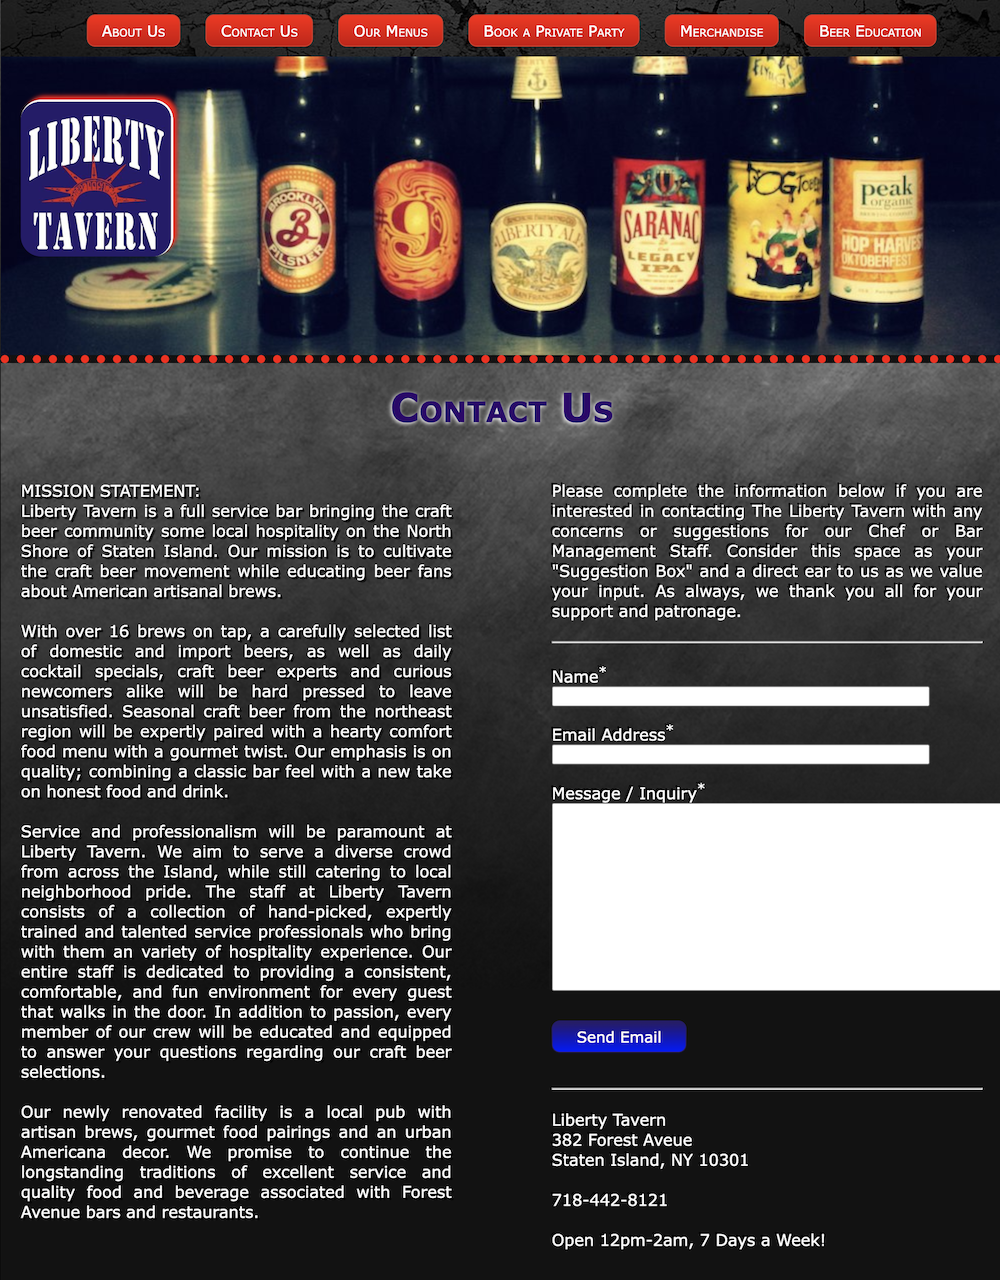 About Us
Contact Us
Our Menus
Book a Private Party
Merchandise
Beer Education
LIBERTY
TAVERN
BROOKLYN
B
PILSNER
#9
LIBERTY ALE
SARANAC
LEGACY
IPA
peak
organic
HOP HARVES
OKTOBERFEST
Contact Us
MISSION STATEMENT:
Liberty Tavern is a full service bar bringing the craft
beer community some local hospitality on the North
Shore of Staten Island. Our mission is to cultivate
the craft beer movement while educating beer fans
about American artisanal brews.
With over 16 brews on tap, a carefully selected list
of domestic and import beers, as well as daily
cocktail specials, craft beer experts and curious
newcomers alike will be hard pressed to leave
unsatisfied. Seasonal craft beer from the northeast
region will be expertly paired with a hearty comfort
food menu with a gourmet twist. Our emphasis is on
quality; combining a classic bar feel with a new take
on honest food and drink.
Service and professionalism will be paramount at
Liberty Tavern. We aim to serve a diverse crowd
from across the Island, while still catering to local
neighborhood pride. The staff at Liberty Tavern
consists of a collection of hand-picked, expertly
trained and talented service professionals who bring
with them an variety of hospitality experience. Our
entire staff is dedicated to providing a consistent,
comfortable, and fun environment for every guest
that walks in the door. In addition to passion, every
member of our crew will be educated and equipped
to answer your questions regarding our craft beer
selections.
Our newly renovated facility is a local pub with
artisan brews, gourmet food pairings and an urban
Americana decor. We promise to continue the
longstanding traditions of excellent service and
quality food and beverage associated with Forest
Avenue bars and restaurants.
Please complete the information below if you are
interested in contacting The Liberty Tavern with any
concerns or suggestions for our Chef or Bar
Management Staff. Consider this space as your
"Suggestion Box" and a direct ear to us as we value
your input. As always, we thank you all for your
support and patronage.
Name*
Email Address*
Message / Inquiry*
Send Email
Liberty Tavern
382 Forest Aveue
Staten Island, NY 10301
718-442-8121
Open 12pm-2am, 7 Days a Week!